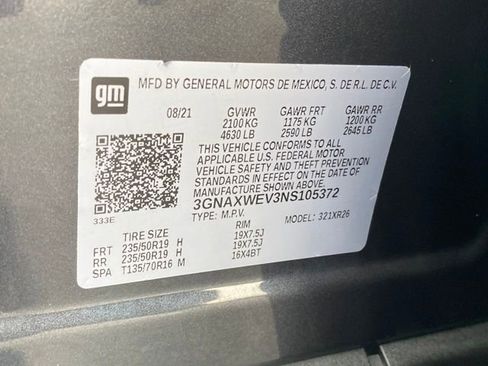 gm
MFD BY GENERAL MOTORS DE MEXICO, S. DE R.L. DE C.V.
08/21 GVWR GAWR FRT GAWR RR
2100 KG 1175 KG 1200 KG
4630 LB 2590 LB 2645 LB
THIS VEHICLE CONFORMS TO ALL
APPLICABLE U.S. FEDERAL MOTOR
VEHICLE SAFETY AND THEFT PREVENTION
STANDARDS IN EFFECT ON THE DATE OF
MANUFACTURE SHOWN ABOVE.
333E
3GNAXWEV3NS105372
TYPE: M.P.V. MODEL: 321XR26
TIRE SIZE RIM
FRT 235/50R19 H 19X7.5J
RR 235/50R19 H 19X7.5J
SPA T135/70R16 M 16X4BT